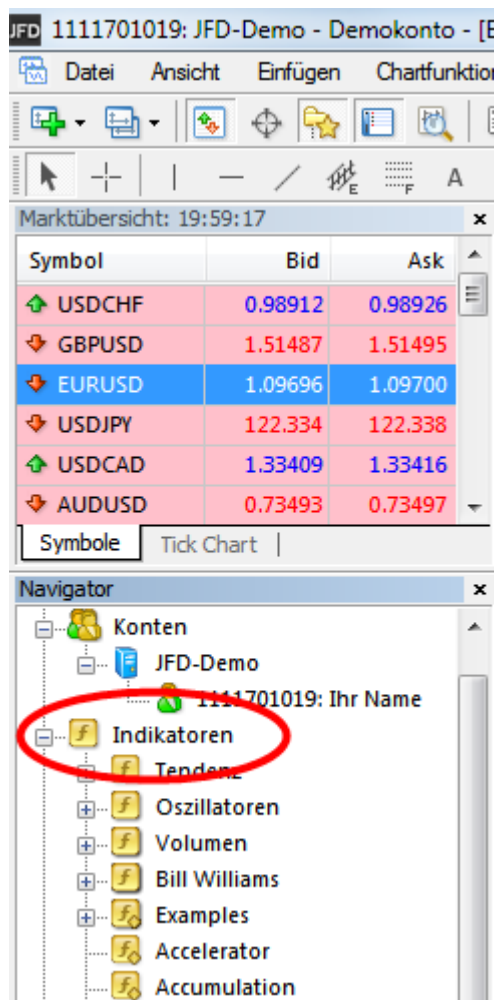 JFD 1111701019: JFD-Demo - Demokonto - [E
Datei Ansicht Einfügen Chartfunktion
E F A
Marktübersicht: 19:59:17 x
Symbol Bid Ask
USDCHF 0.98912 0.98926
GBPUSD 1.51487 1.51495
EURUSD 1.09696 1.09700
USDJPY 122.334 122.338
USDCAD 1.33409 1.33416
AUDUSD 0.73493 0.73497
Symbole Tick Chart
Navigator x
Konten
JFD-Demo
1111701019: Ihr Name
Indikatoren
Tendenz
Oszillatoren
Volumen
Bill Williams
Examples
Accelerator
Accumulation